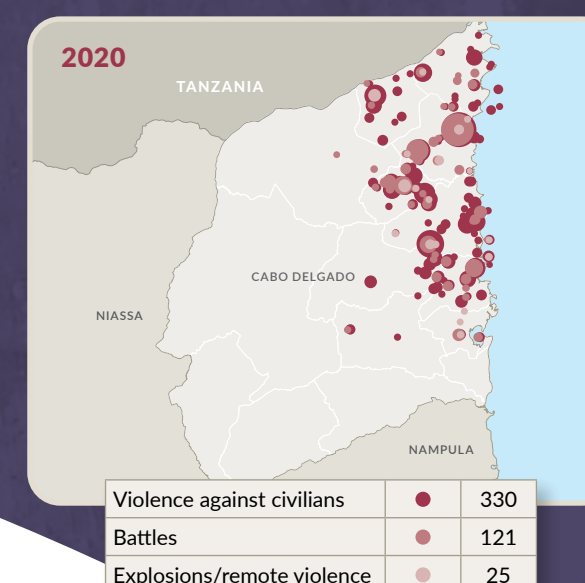 2020
TANZANIA
CABO DELGADO
NIASSA
NAMPULA
Violence against civilians 330
Battles 121
Explosions/remote violence 25